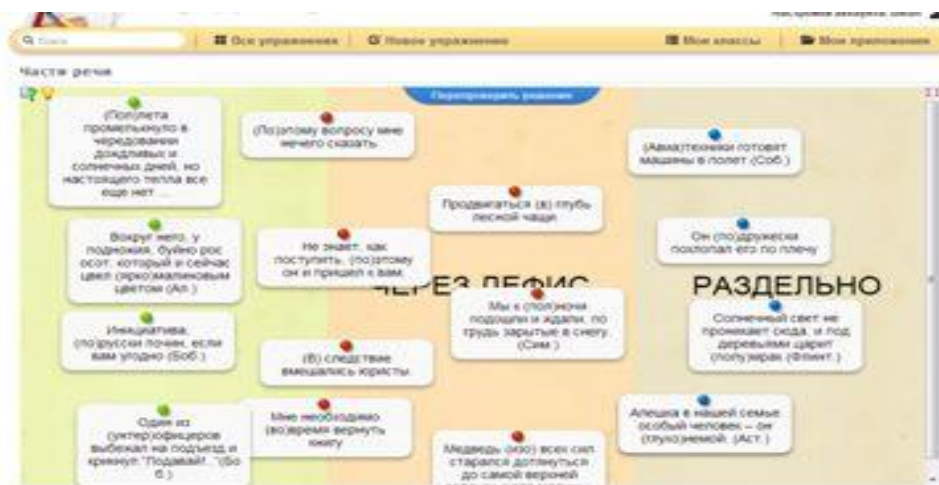 Настройка аккаунта:
Поиск
Все упражнения
Новое упражнение
Мои классы
Мои приложения
Части речи
Перепроверить решение
(Пол)лета
промелькнуло в
чередовании
дождливых и
солнечных дней, но
настоящего тепла все
еще нет ...
(По)этому вопросу мне
нечего сказать.
(Авиа)техники готовят
машины в полет (Соб.)
Продвигаться (в) глубь
лесной чащи
Вокруг него, у
подножия, буйно рос
осот, который и сейчас
цвел (ярко)малиновым
цветом (Ал.)
Не знает, как
поступить, (по)этому
он и пришел к вам.
Он (по)дружески
похлопал его по плечу
ЧЕРЕЗ ДЕФИС
РАЗДЕЛЬНО
Мы к (пол)ночи
подошли и ждали, по
грудь зарытые в снегу.
(Сим.)
Солнечный свет не
проникает сюда, и под
деревьями царит
(полу)мрак (Флинт.)
Инициатива,
(по)русски почин, если
вам угодно (Боб.)
(В) следствие
вмешались юристы.
Один из
(унтер)офицеров
выбежал на подъезд и
крикнул:"Подавай!.."(Бо
б.)
Мне необходимо
(во)время вернуть
книгу
Алешка в нашей семье
особый человек – он
(глухо)немой. (Аст.)
Медведь (изо) всех сил
старался дотянуться
до самой верхней